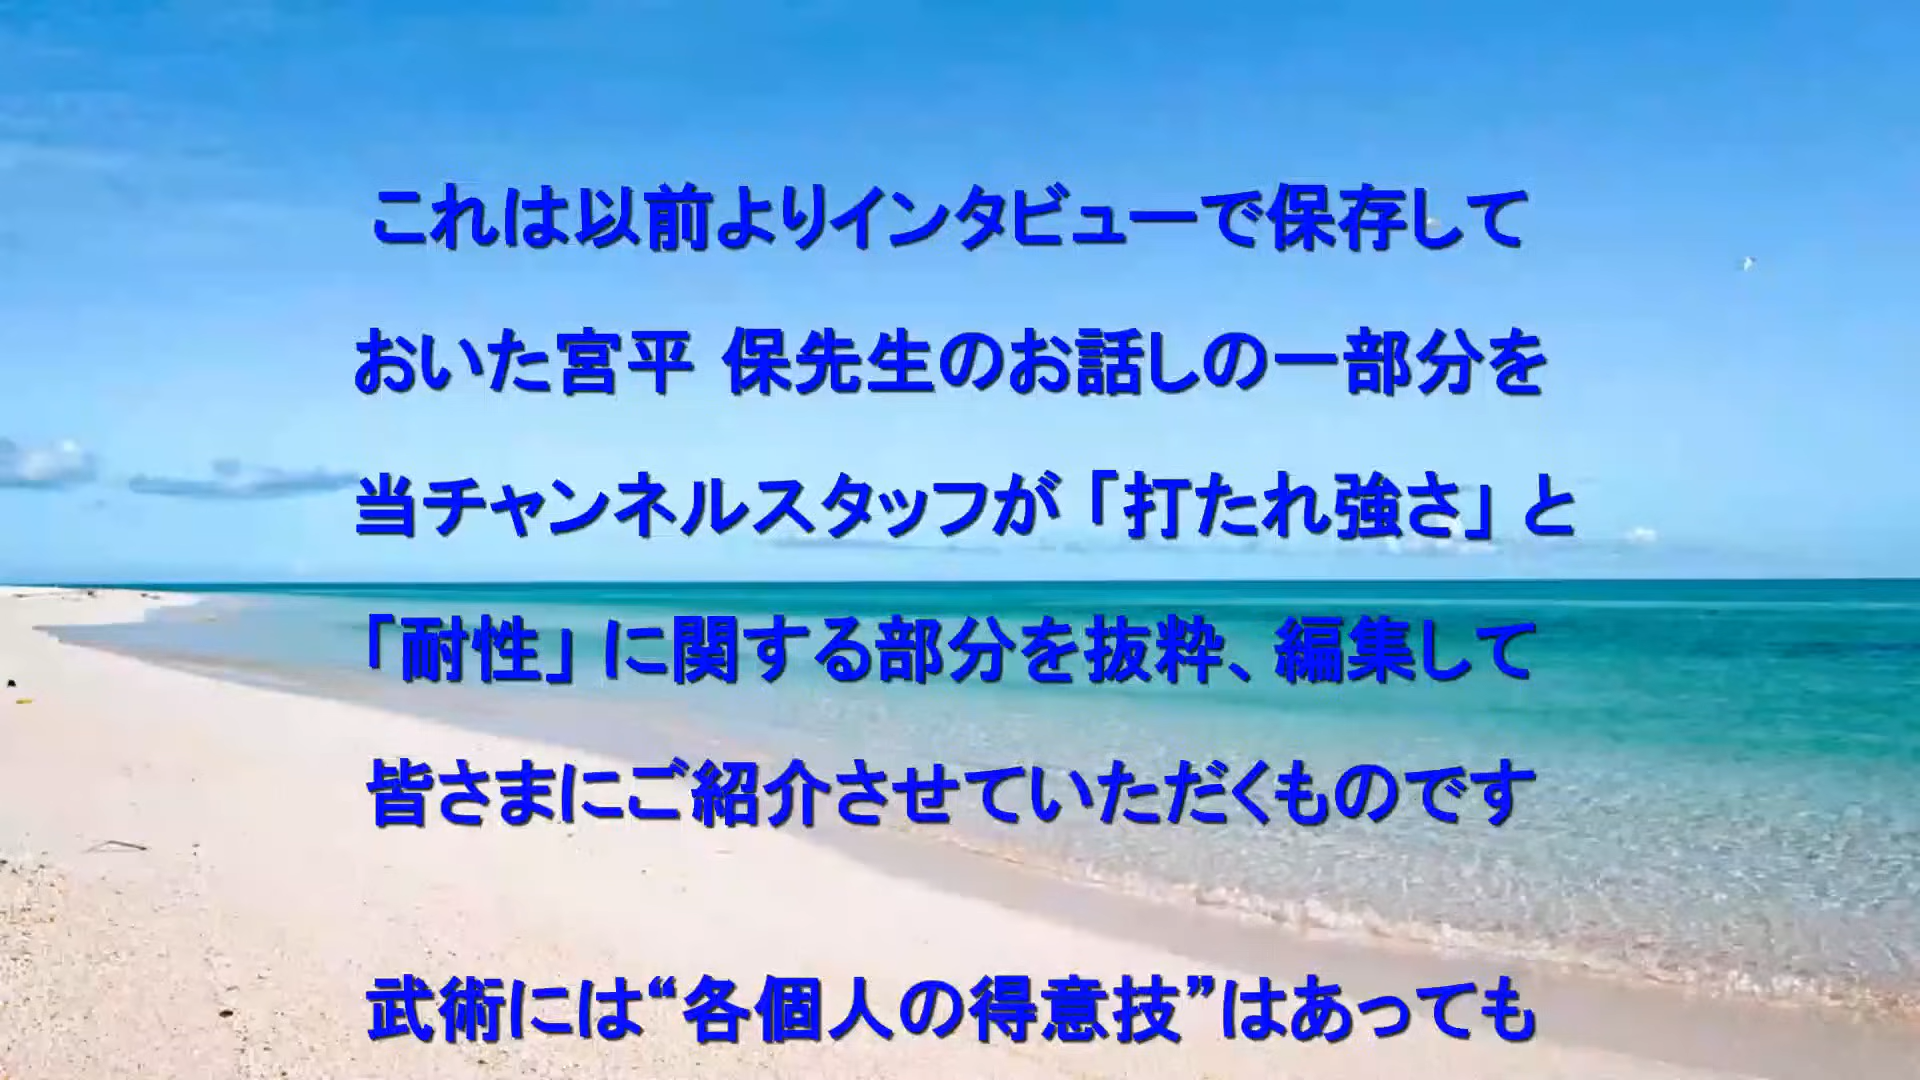 これは以前よりインタビューで保存して
おいた宮平 保先生のお話しの一部分を
当チャンネルスタッフが「打たれ強さ」と
「耐性」に関する部分を抜粋、編集して
皆さまにご紹介させていただくものです
武術には“各個人の得意技”はあっても